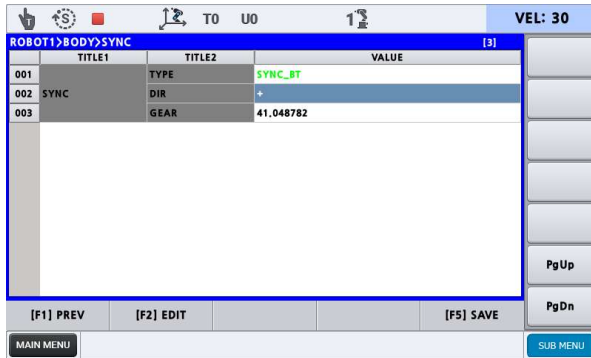 S T0 U0 1 VEL: 30
ROBOT1>BODY>SYNC [3]
TITLE1 TITLE2 VALUE
001 TYPE SYNC_BT
002 SYNC DIR +
003 GEAR 41.048782
PgUp
PgDn
[F1] PREV [F2] EDIT [F5] SAVE
MAIN MENU SUB MENU